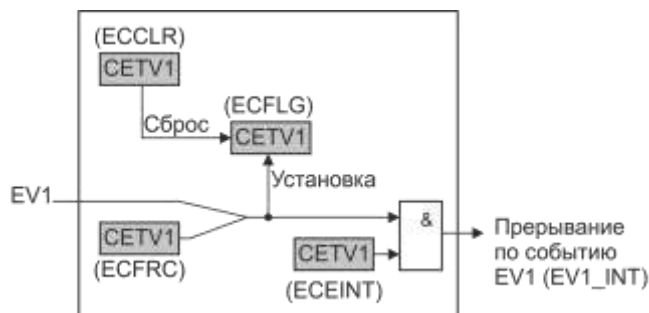 (ECCLR)
CETV1
(ECFLG)
Сброс
CETV1
Установка
EV1
&
CETV1
(ECFRC)
CETV1
(ECEINT)
Прерывание
по событию
EV1 (EV1_INT)